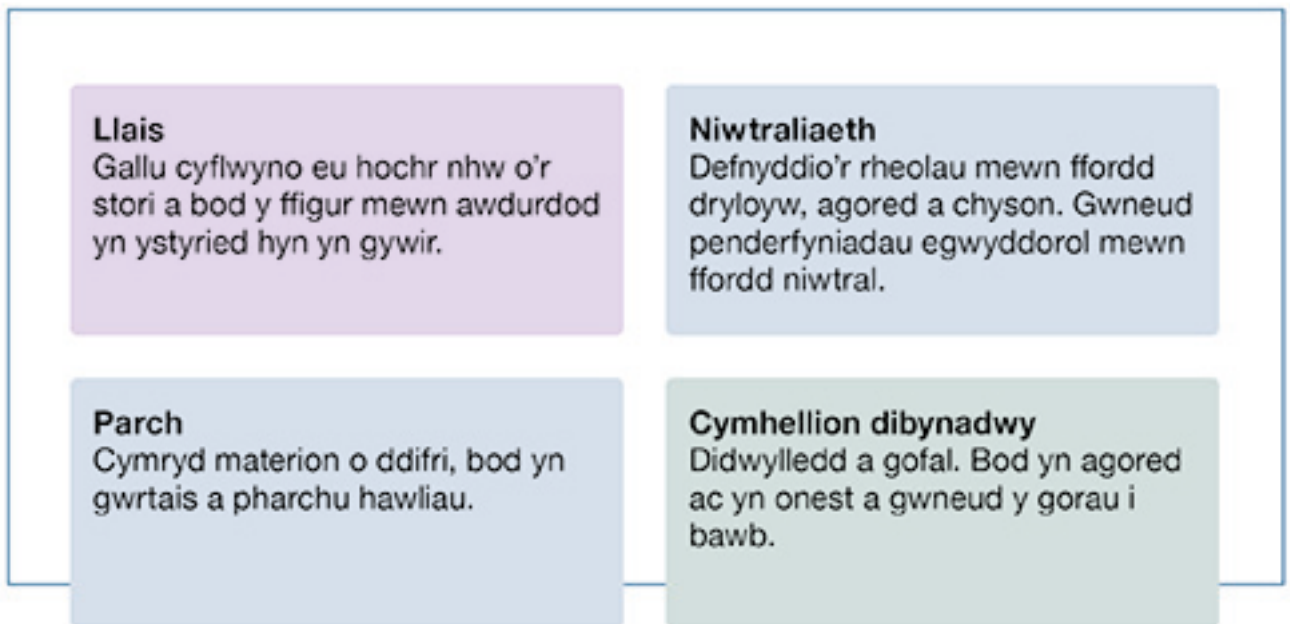 Llais
Gallu cyflwyno eu hochr nhw o'r
stori a bod y ffigur mewn awdurdod
yn ystyried hyn yn gywir.
Niwtraliaeth
Defnyddio'r rheolau mewn ffordd
dryloyw, agored a chyson. Gwneud
penderfyniadau egwyddorol mewn
ffordd niwtral.
Parch
Cymryd materion o ddifri, bod yn
gwrtais a pharchu hawliau.
Cymhellion dibynadwy
Didwylledd a gofal. Bod yn agored
ac yn onest a gwneud y gorau i
bawb.